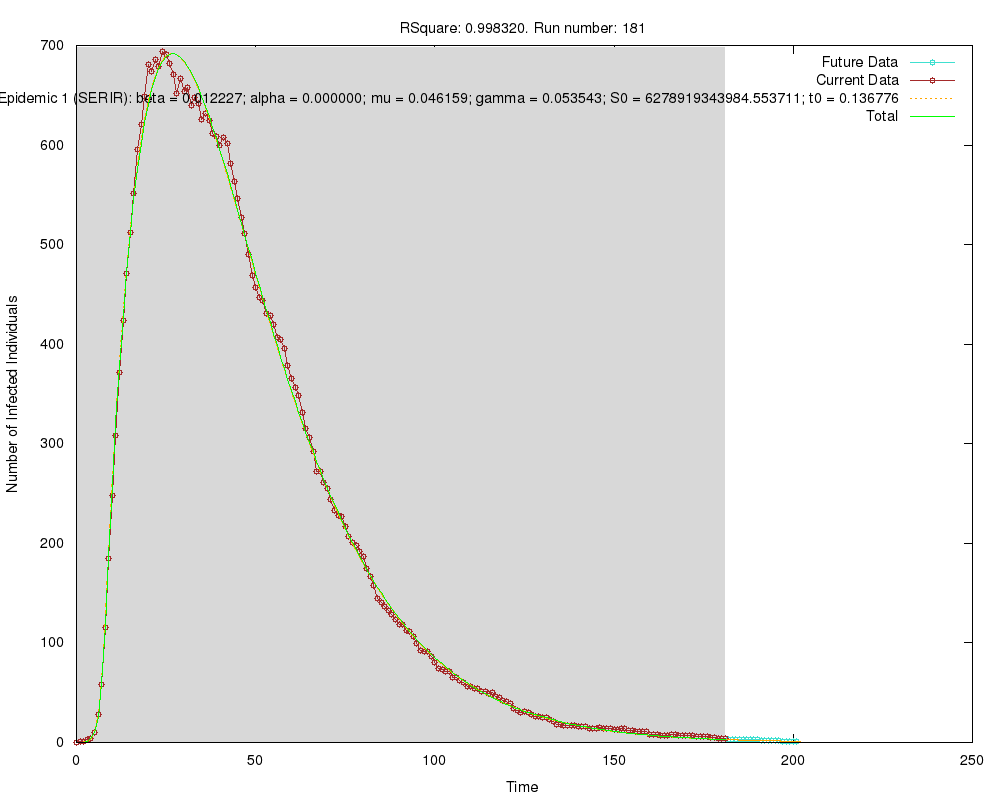 RSquare: 0.998320. Run number: 181
700
600
500
400
300
200
100
0
Number of Infected Individuals
Future Data
Current Data
Epidemic 1 (SERIR): beta = 0.012227; alpha = 0.000000; mu = 0.046159; gamma = 0.053543; S0 = 6278919343984.553711; t0 = 0.136776
Total
0 50 100 150 200 250
Time